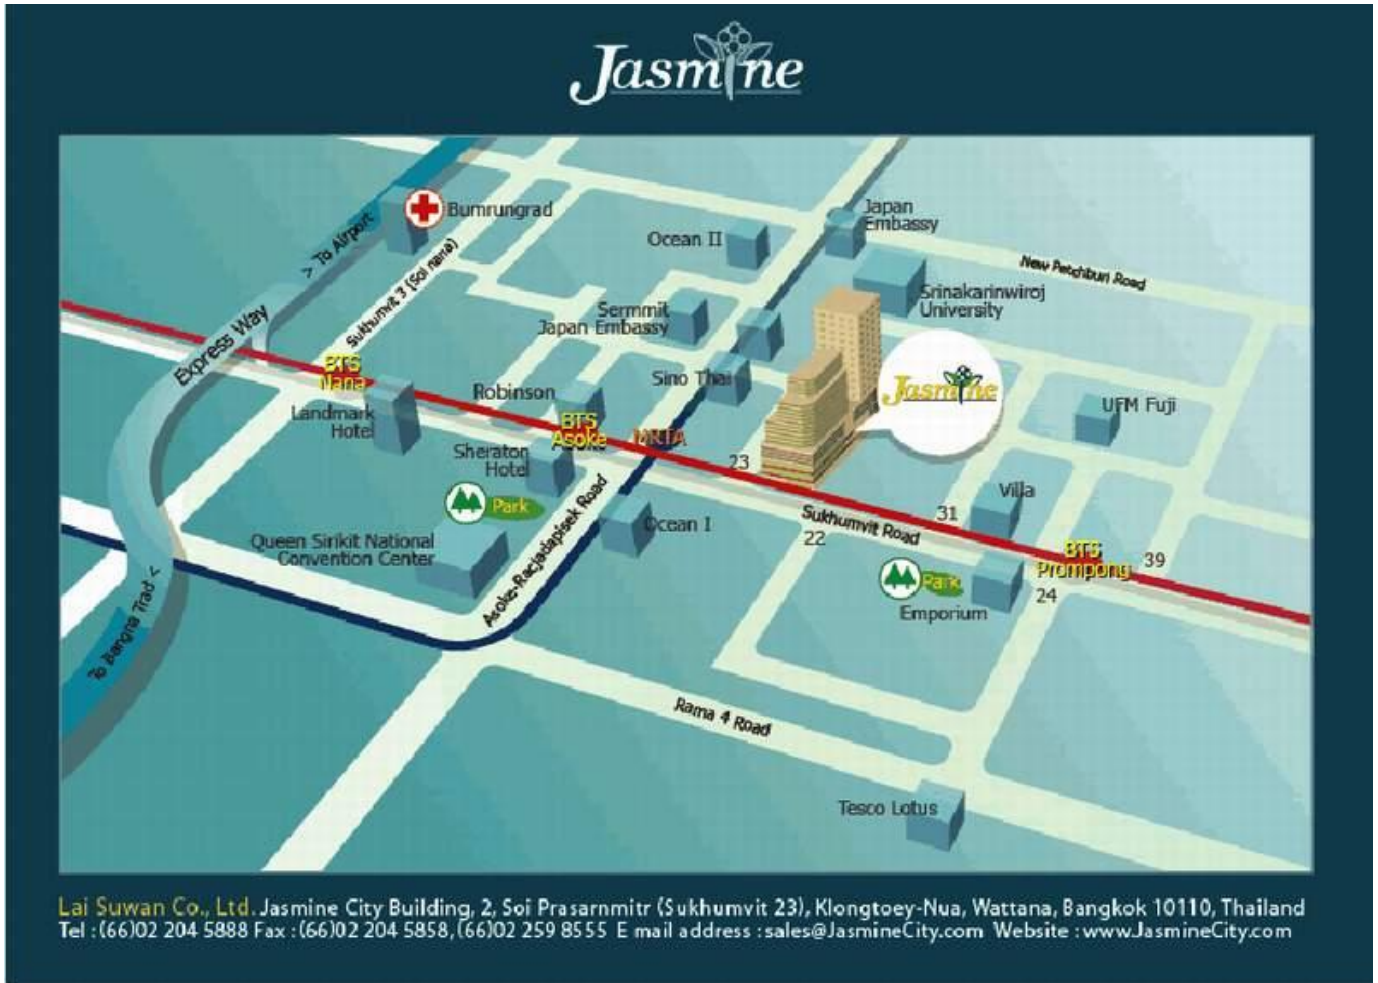 Jasmine
Bumrungrad
> To Airport
Sukhumvit 3 (Soi nana)
Express Way
Japan
Embassy
Ocean II
New Petchburi Road
Srinakarinwiroj
University
Sermmit
Japan Embassy
Sino Thai
Jasmine
BTS
Nana
Landmark
Hotel
Robinson
BTS
Asoke
Asoke
MRTA
UFM Fuji
Sheraton
Hotel
23
Park
Asoke-Racjadapisek Road
Ocean I
Villa
31
Sukhumvit Road
22
Queen Sirikit National
Convention Center
BTS
Prompong
39
24
Park
Emporium
To Bangna Trad <
Rama 4 Road
Tesco Lotus
Lai Suwan Co., Ltd. Jasmine City Building, 2, Soi Prasarnmitr (Sukhumvit 23), Klongtoey-Nua, Wattana, Bangkok 10110, Thailand
Tel : (66)02 204 5888 Fax : (66)02 204 5858, (66)02 259 8555 E mail address : sales@JasmineCity.com Website : www.JasmineCity.com